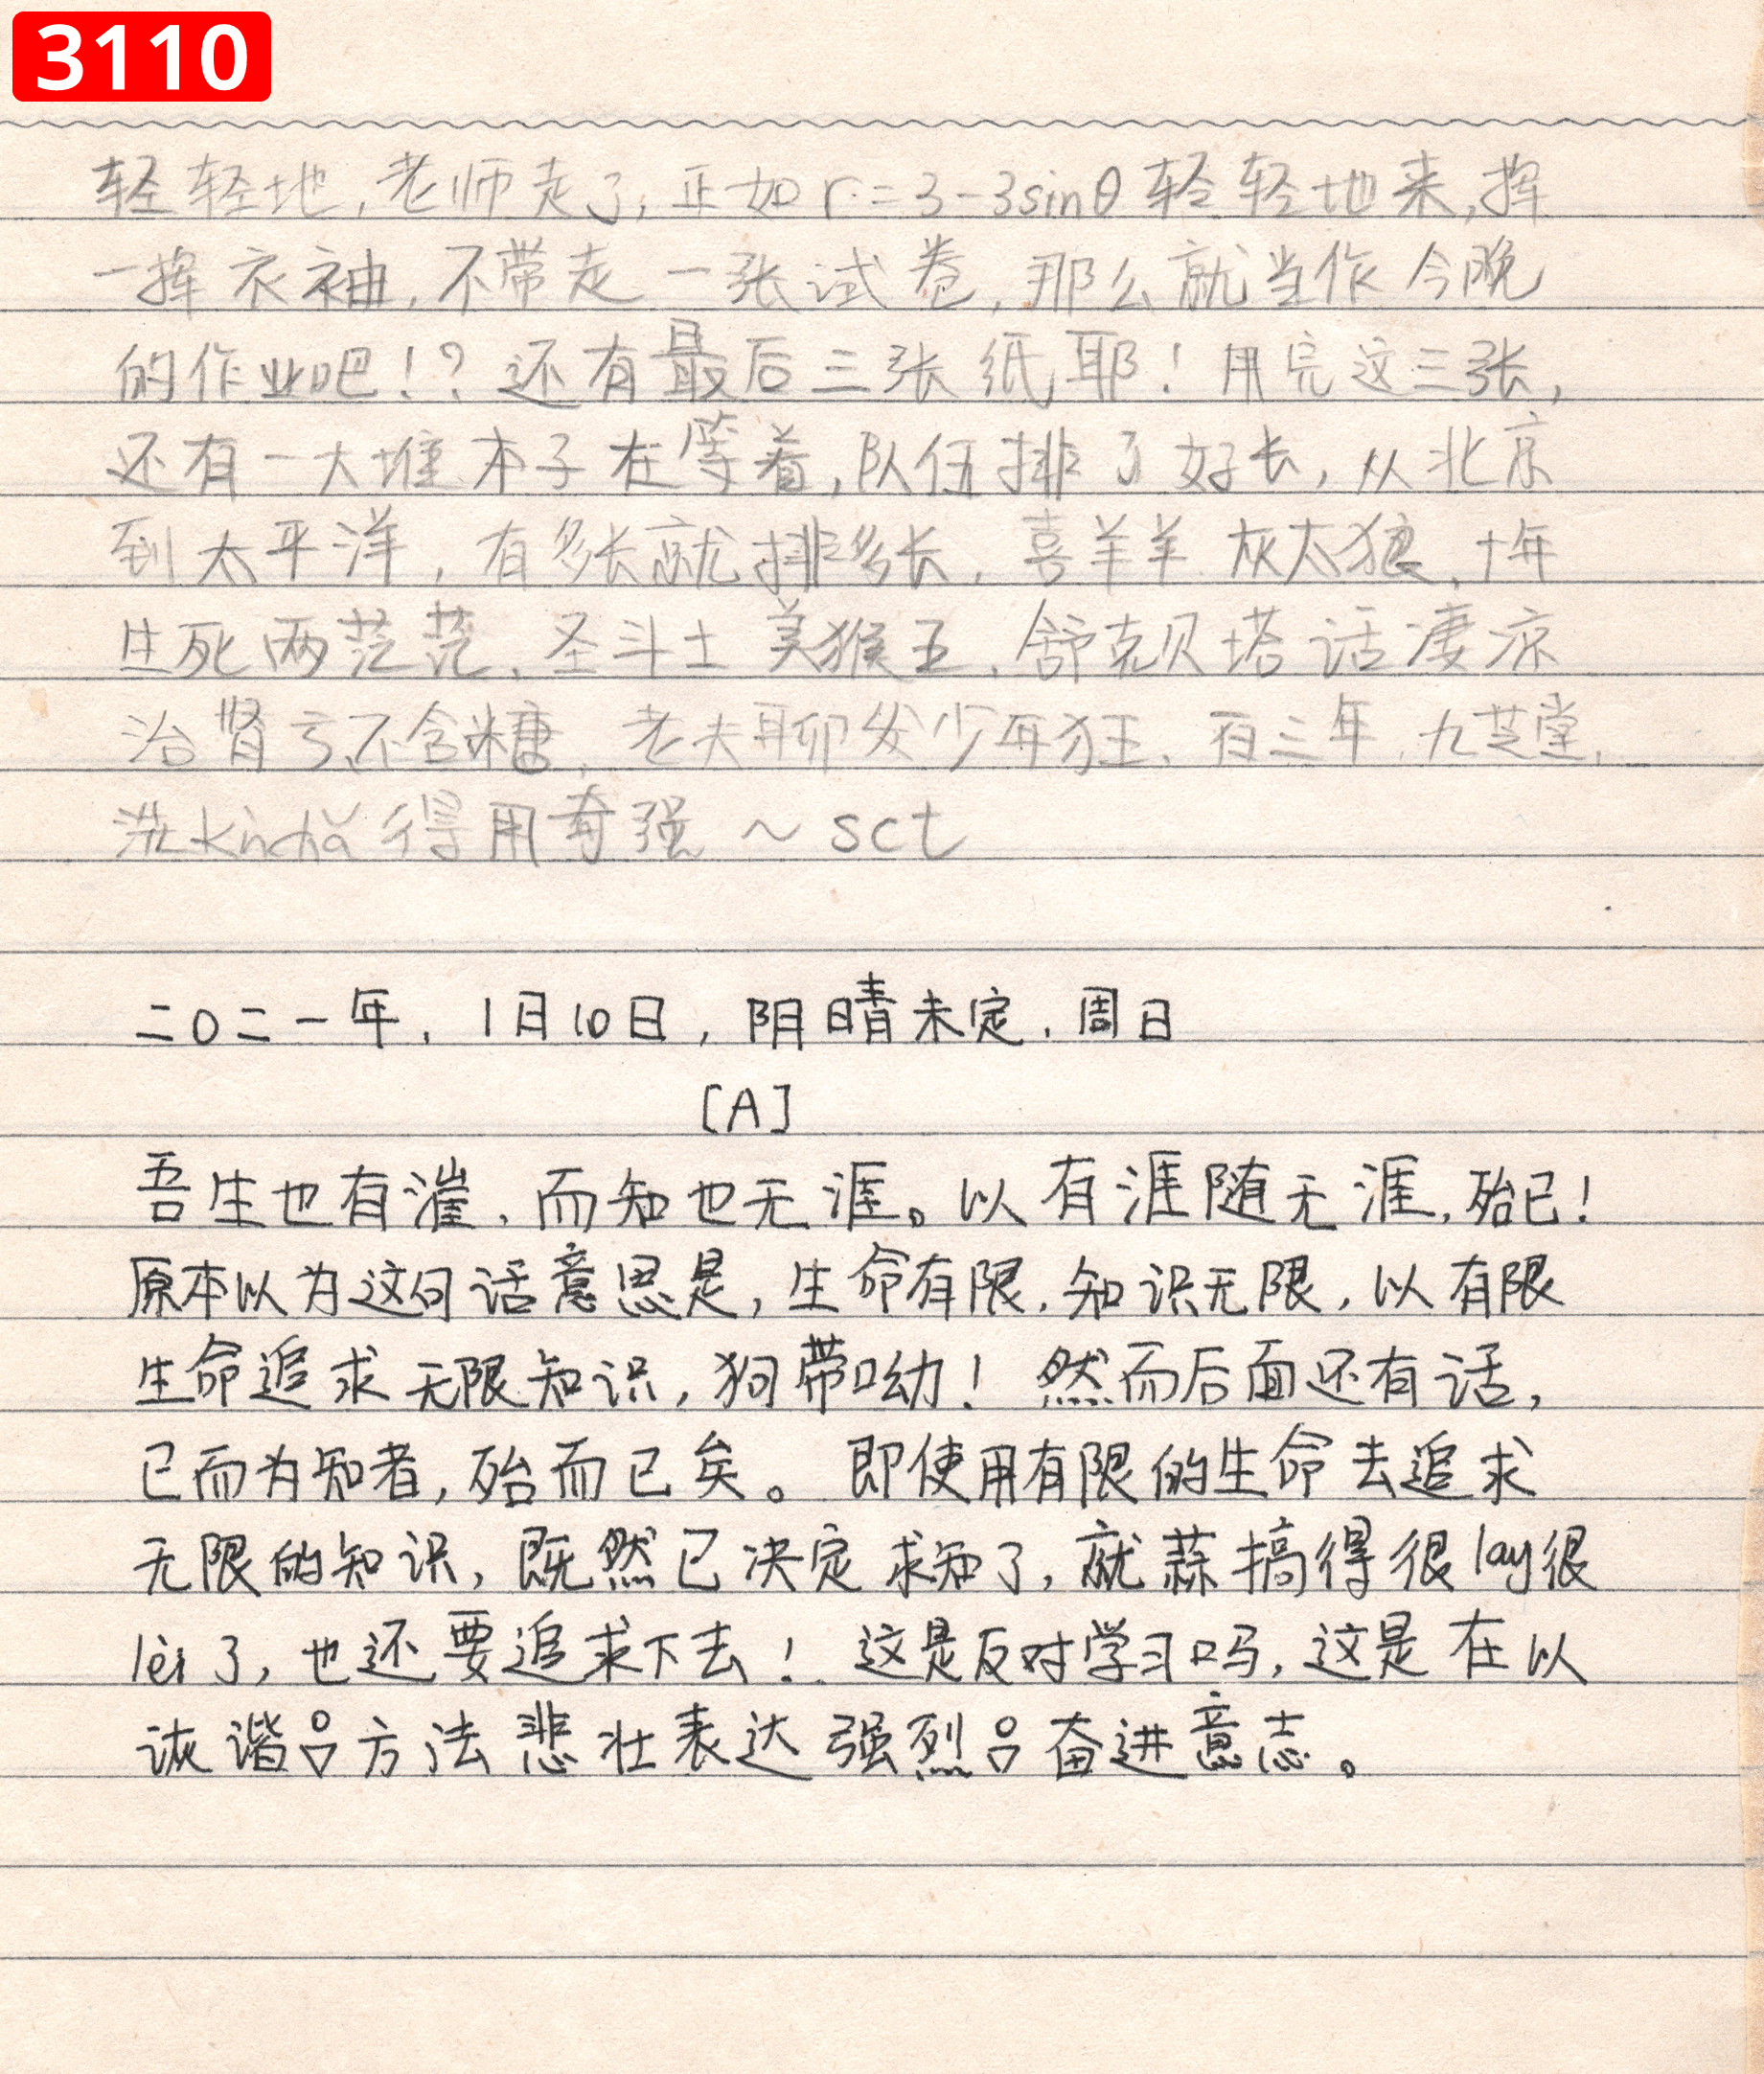 3110
轻轻地,老师走了,正如r=3-3sinθ轻轻地来,挥
一挥衣袖,不带走一张试卷,那么就当作今晚
的作业吧!?还有最后三张纸耶!用完这三张,
还有一大堆本子在等着,队伍排了好长,从北京
到太平洋,有多长就排多长,喜羊羊灰太狼,十年
生死两茫茫,圣斗士美猴王,舒克贝塔话凄凉
治肾亏,不含糖,老夫聊发少年狂,夜三年,九芝堂,
洗kùchǎ得用奇强~sct
二〇二一年,1月10日,阴晴未定,周日
[A]
吾生也有漄,而知也无涯。以有涯随无涯,殆已!
原本以为这句话意思是,生命有限,知识无限,以有限
生命追求无限知识,狗带呦!然而后面还有话,
已而为知者,殆而已矣。即使用有限的生命去追求
无限的知识,既然已决定求知了,就蒜搞得很lay很
lèi了,也还要追求下去!这是反对学习吗,这是在以
诙谐吕方法悲壮表达强烈吕奋进意志。